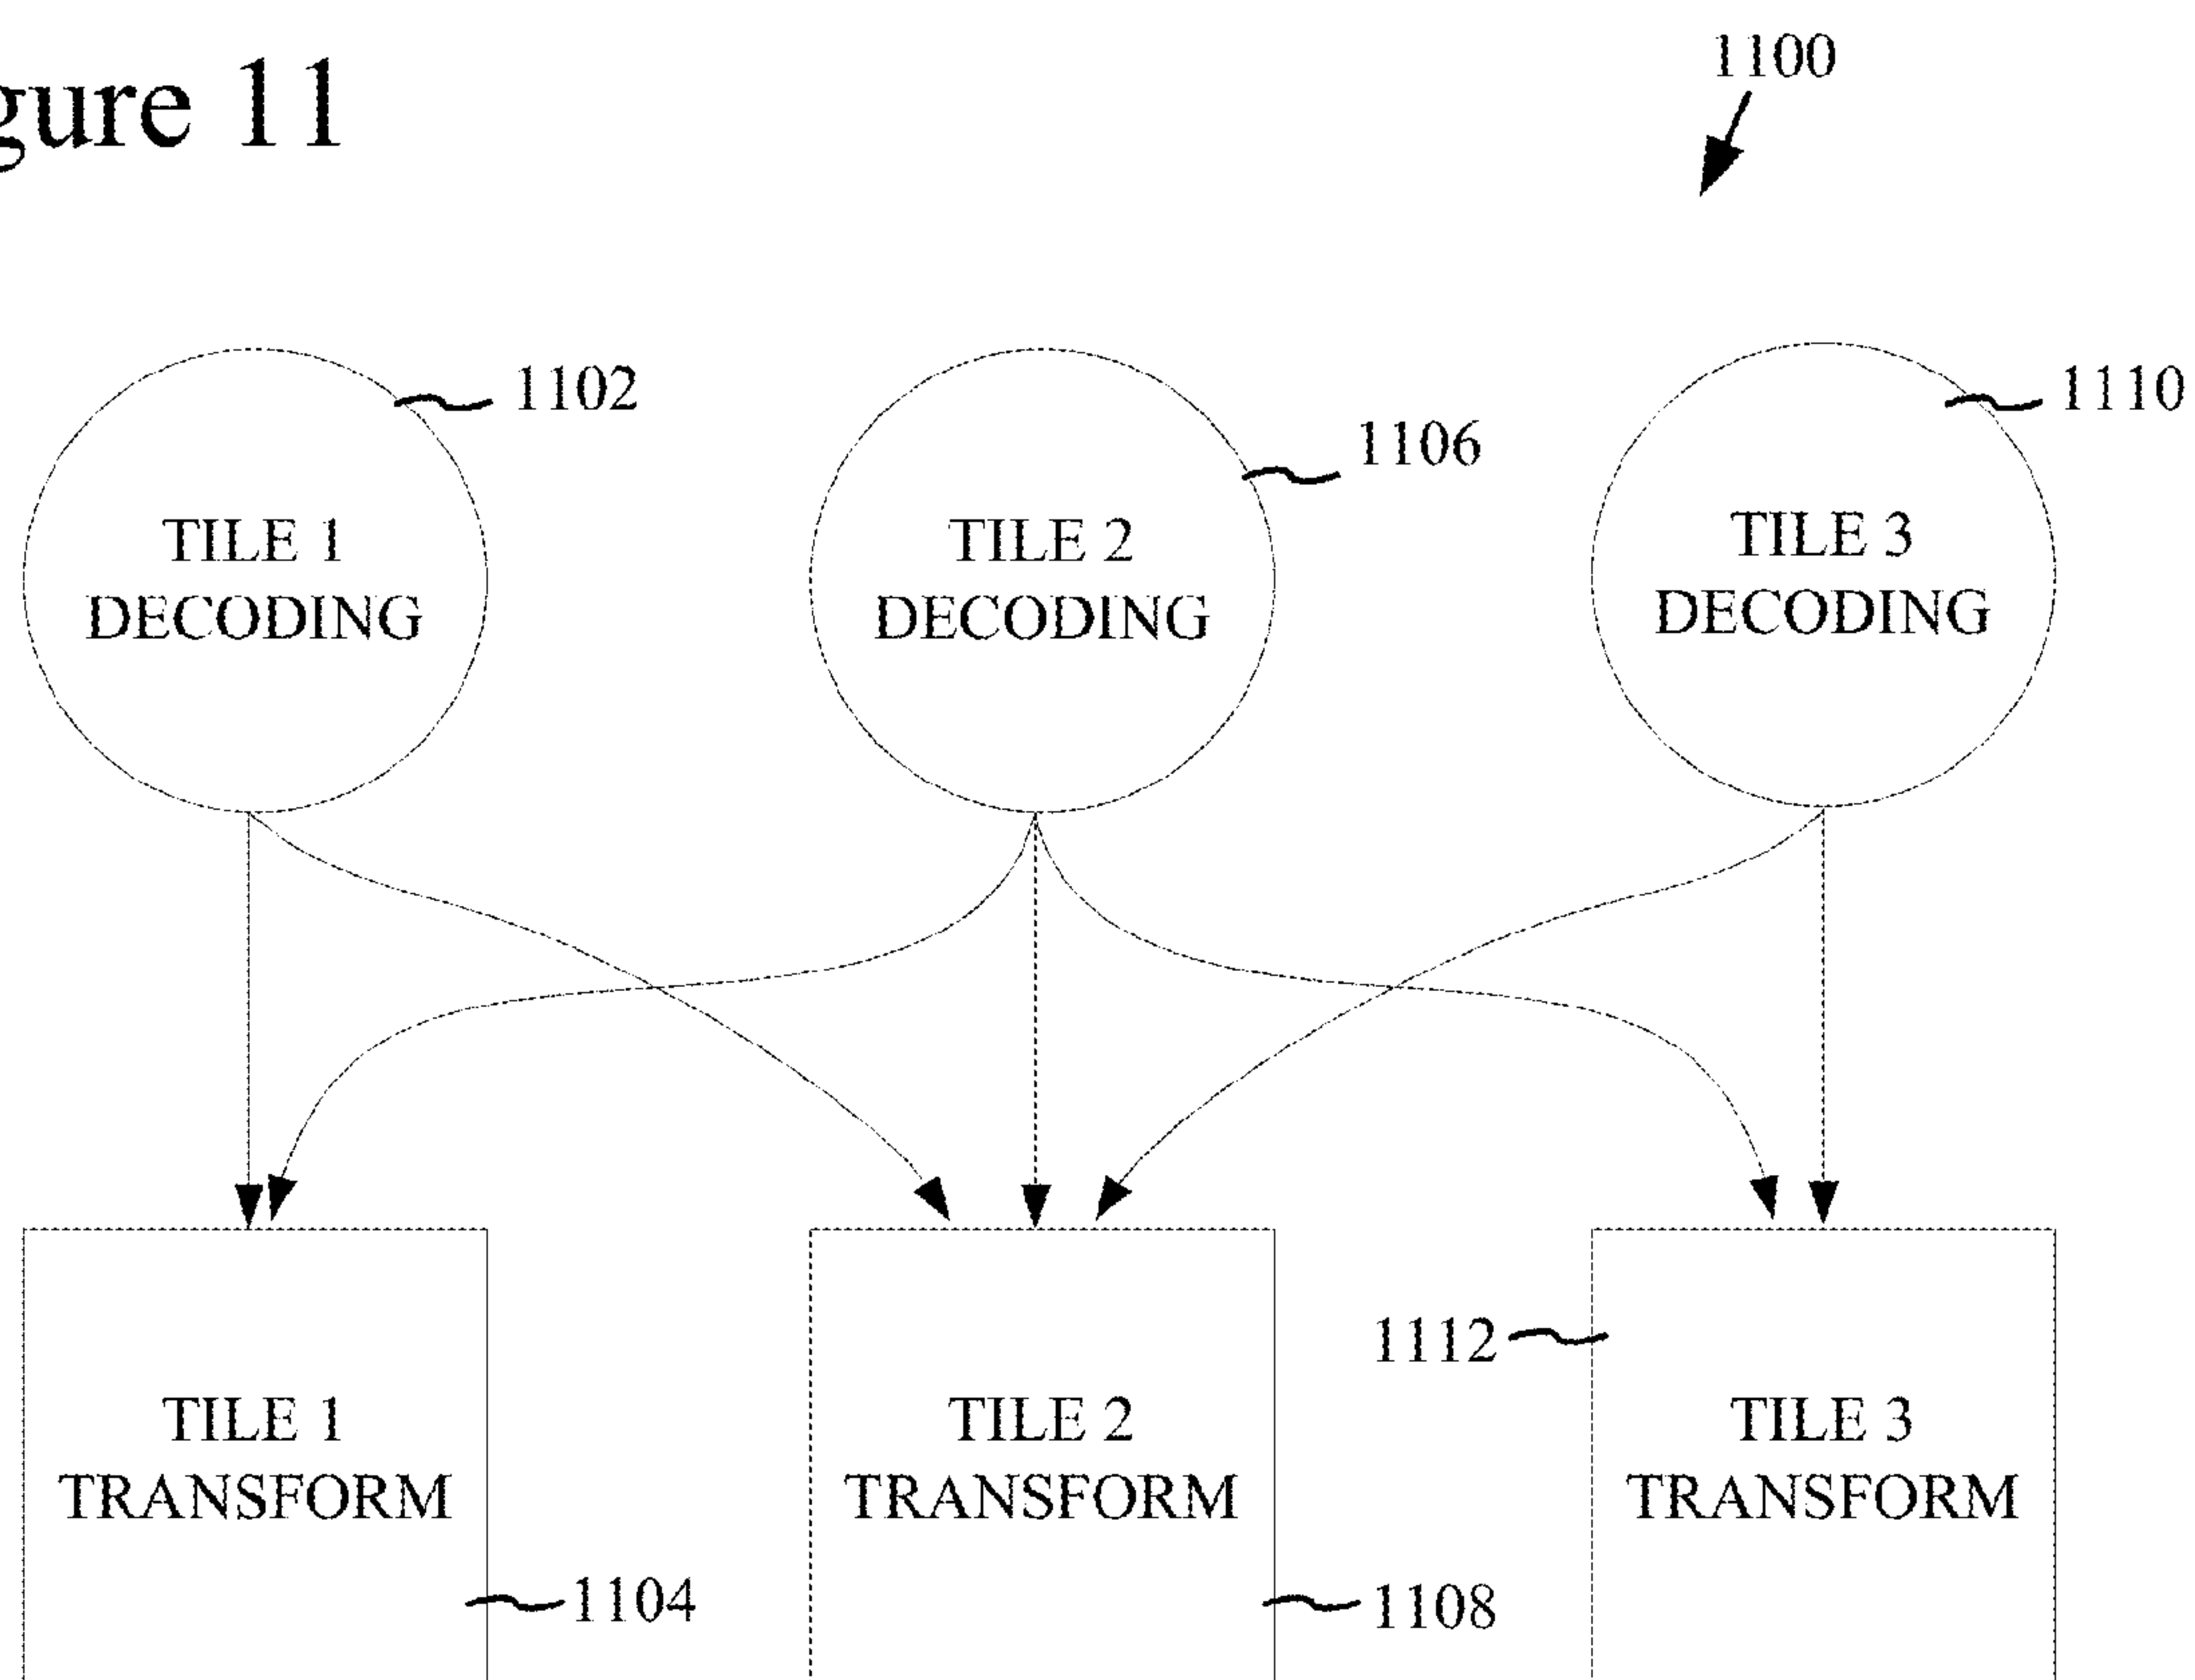 gure 11
1100
1102
1106
1110
TILE 1
DECODING
TILE 2
DECODING
TILE 3
DECODING
1112
TILE 1
TRANSFORM
TILE 2
TRANSFORM
TILE 3
TRANSFORM
1104
1108